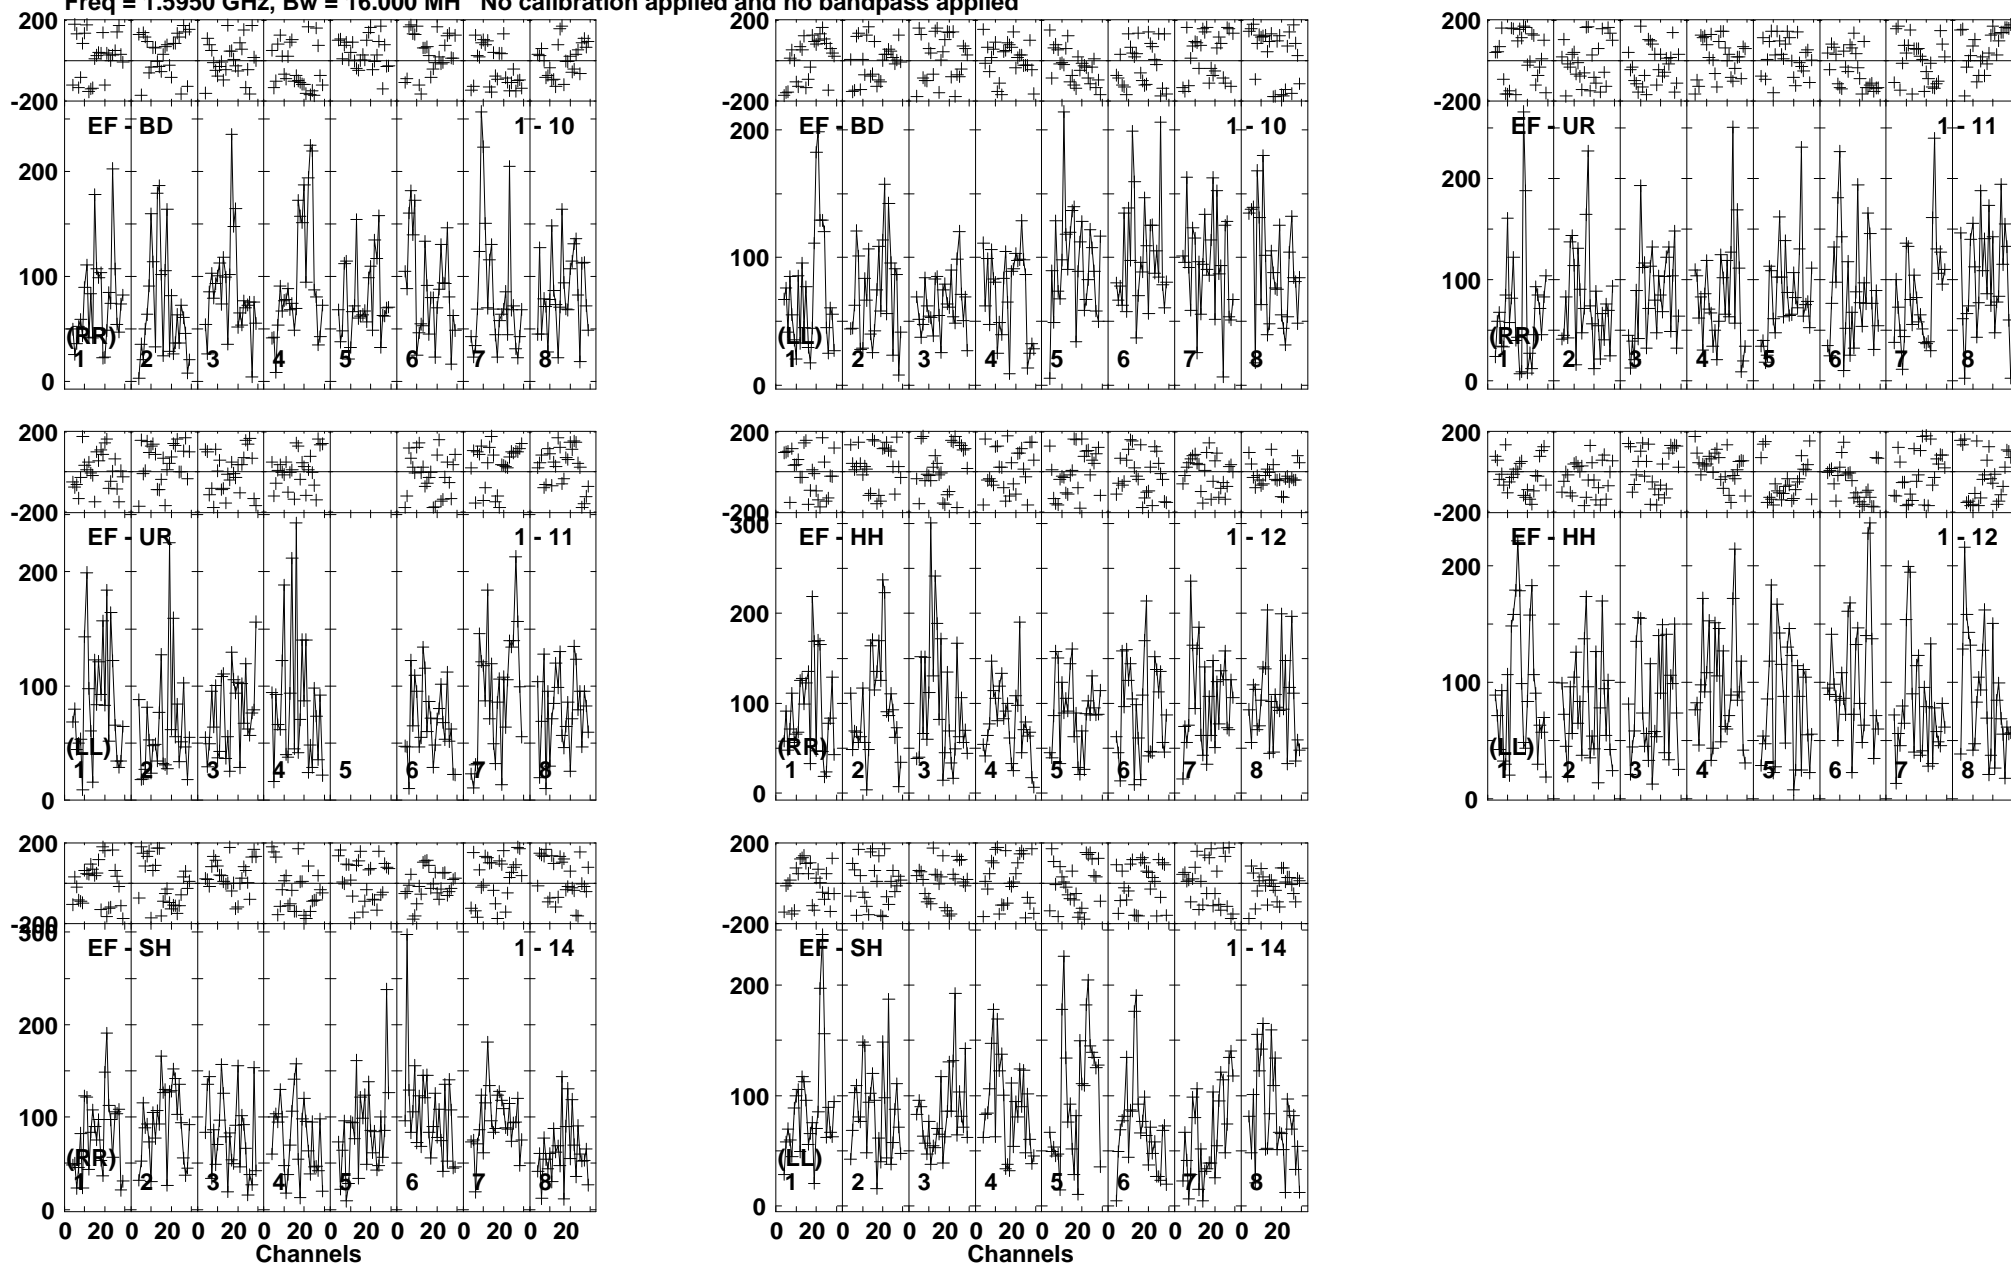 Freq = 1.5950 GHz, Bw = 16.000 MH No calibration applied and no bandpass applied
200
-200
EF - BD 1 - 10
200
100
0
(RR)
1 2 3 4 5 6 7 8
EF - BD 1 - 10
200
100
0
(LL)
1 2 3 4 5 6 7 8
200
-200
EF - UR 1 - 11
200
100
0
(RR)
1 2 3 4 5 6 7 8
200
-200
EF - UR 1 - 11
200
100
0
(LL)
1 2 3 4 5 6 7 8
200
-200
300
EF - HH 1 - 12
200
100
0
(RR)
1 2 3 4 5 6 7 8
200
-200
EF - HH 1 - 12
200
100
0
(LL)
1 2 3 4 5 6 7 8
200
-200
300
EF - SH 1 - 14
200
100
0
(RR)
1 2 3 4 5 6 7 8
0 20 0 20 0 20 0 20 0 20 0 20 0 20 0 20
Channels
200
-200
EF - SH 1 - 14
200
100
0
(LL)
1 2 3 4 5 6 7 8
0 20 0 20 0 20 0 20 0 20 0 20 0 20 0 20
Channels